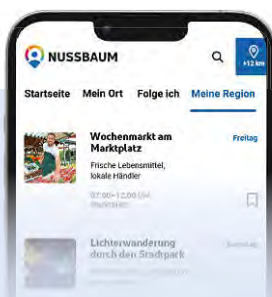 NUSSBAUM
+12 km
Startseite Mein Ort Folge ich Meine Region
Wochenmarkt am
Marktplatz
Freitag
Frische Lebensmittel,
lokale Händler
07:00-12:00 Uhr
Lichterwanderung
durch den Stadtpark